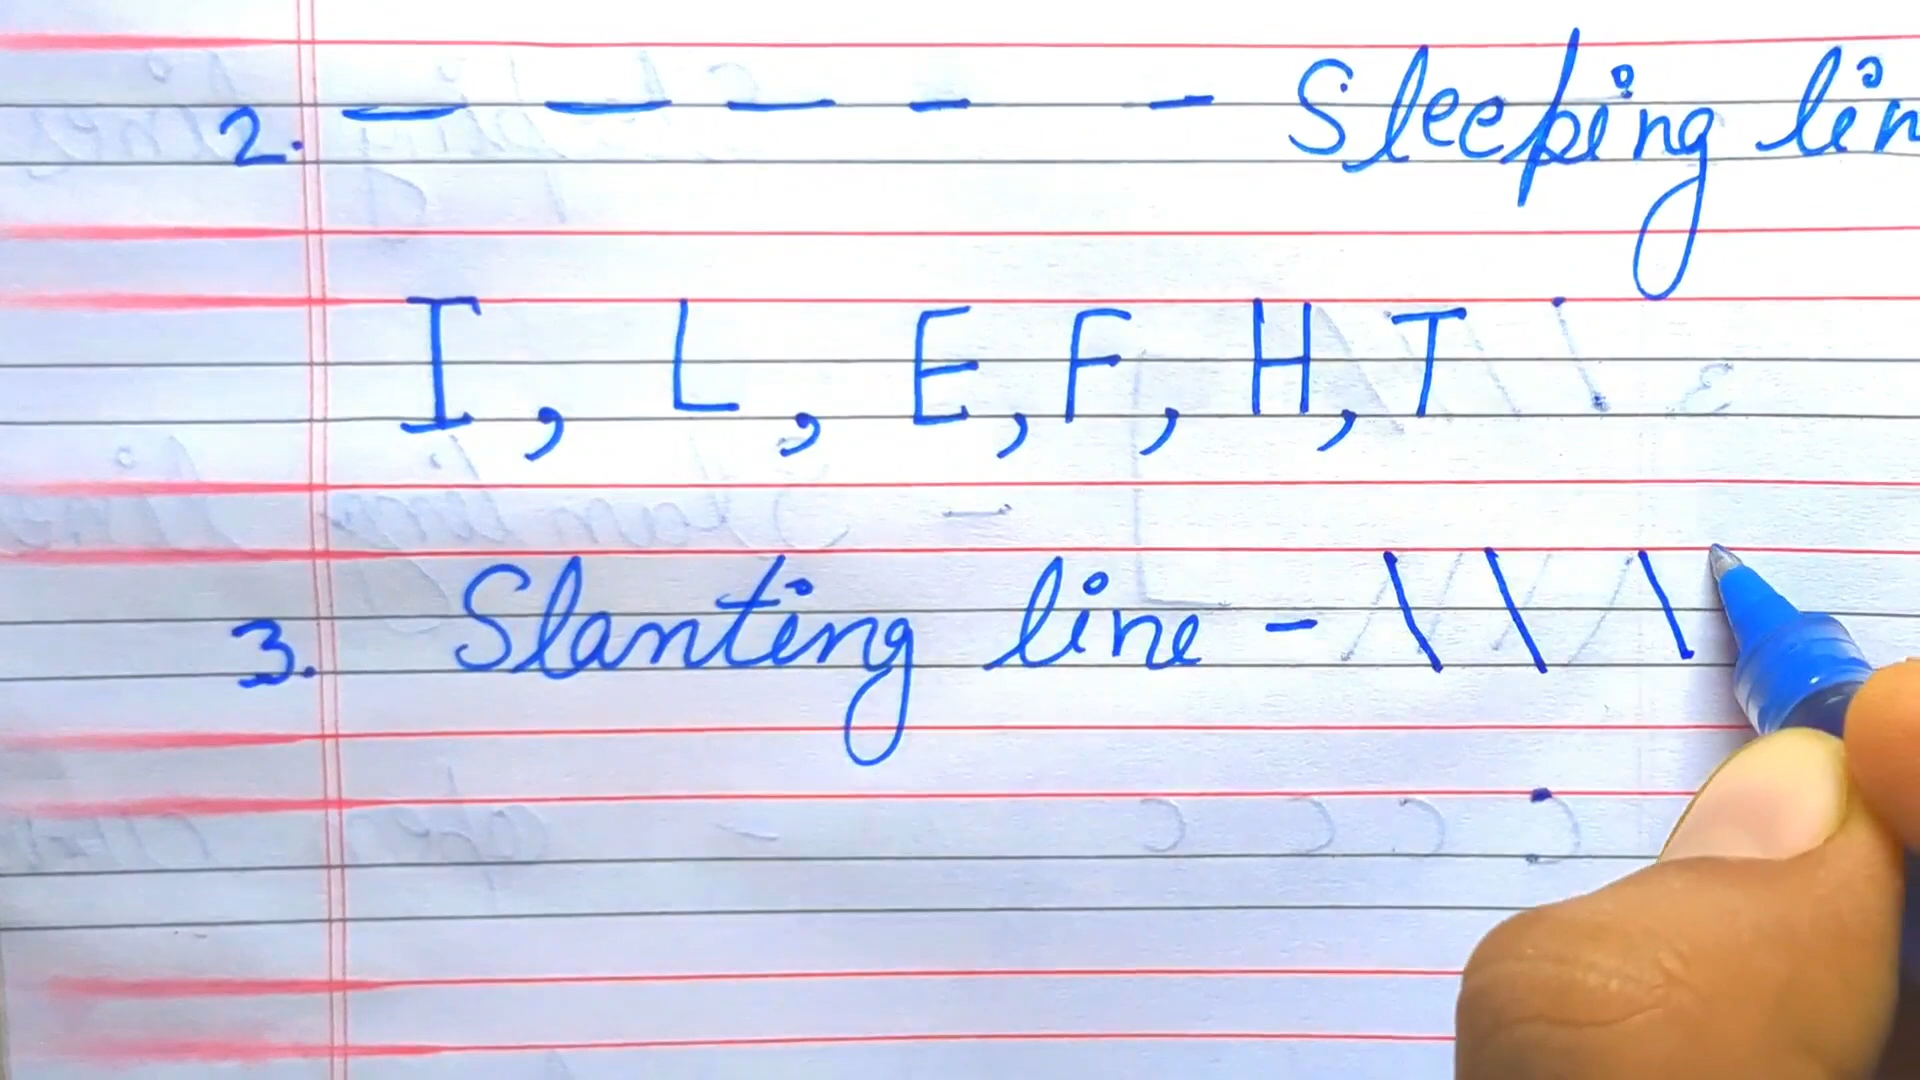 2. — — — — — Sleeping lin
I, L, E, F, H, T
3. Slanting line - \ \ \